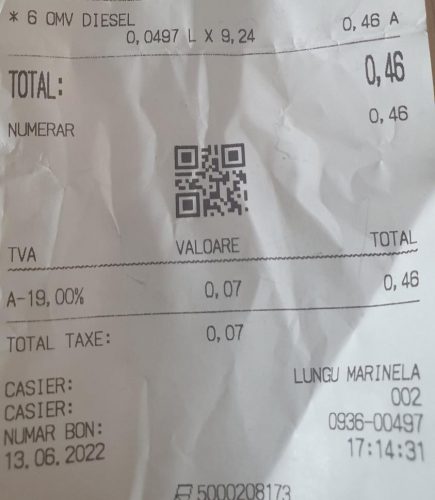 * 6 OMV DIESEL 0,46 A
0,0497 L X 9,24
TOTAL: 0,46
NUMERAR 0,46
TVA VALOARE TOTAL
A-19,00% 0,07 0,46
TOTAL TAXE: 0,07
CASIER: LUNGU MARINELA
CASIER: 002
NUMAR BON: 0936-00497
13.06.2022 17:14:31
5000208173